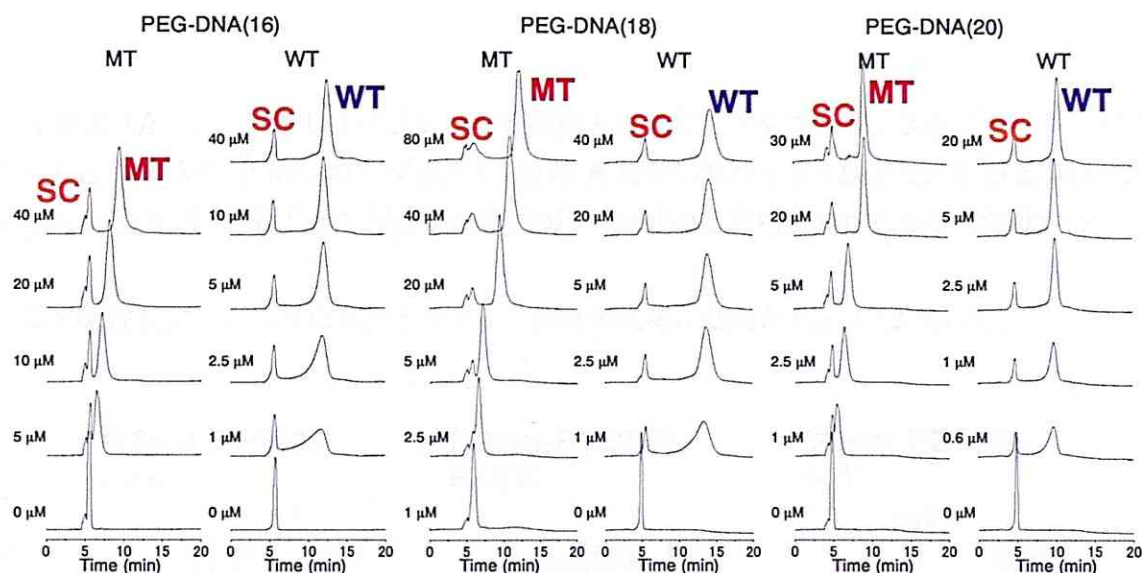 PEG-DNA(16) PEG-DNA(18) PEG-DNA(20)
MT WT MT WT MT WT
SC MT SC WT SC MT SC WT SC MT SC WT
40 μM 40 μM 80 μM 40 μM 30 μM 20 μM
20 μM 10 μM 40 μM 20 μM 20 μM 5 μM
10 μM 5 μM 20 μM 5 μM 5 μM 2.5 μM
5 μM 2.5 μM 5 μM 2.5 μM 2.5 μM 1 μM
1 μM 2.5 μM 1 μM 1 μM 0.6 μM
0 μM 0 μM 1 μM 0 μM 0 μM 0 μM
0 5 10 15 20 0 5 10 15 20 0 5 10 15 20 0 5 10 15 20 0 5 10 15 20 0 5 10 15 20
Time (min) Time (min) Time (min) Time (min) Time (min) Time (min)